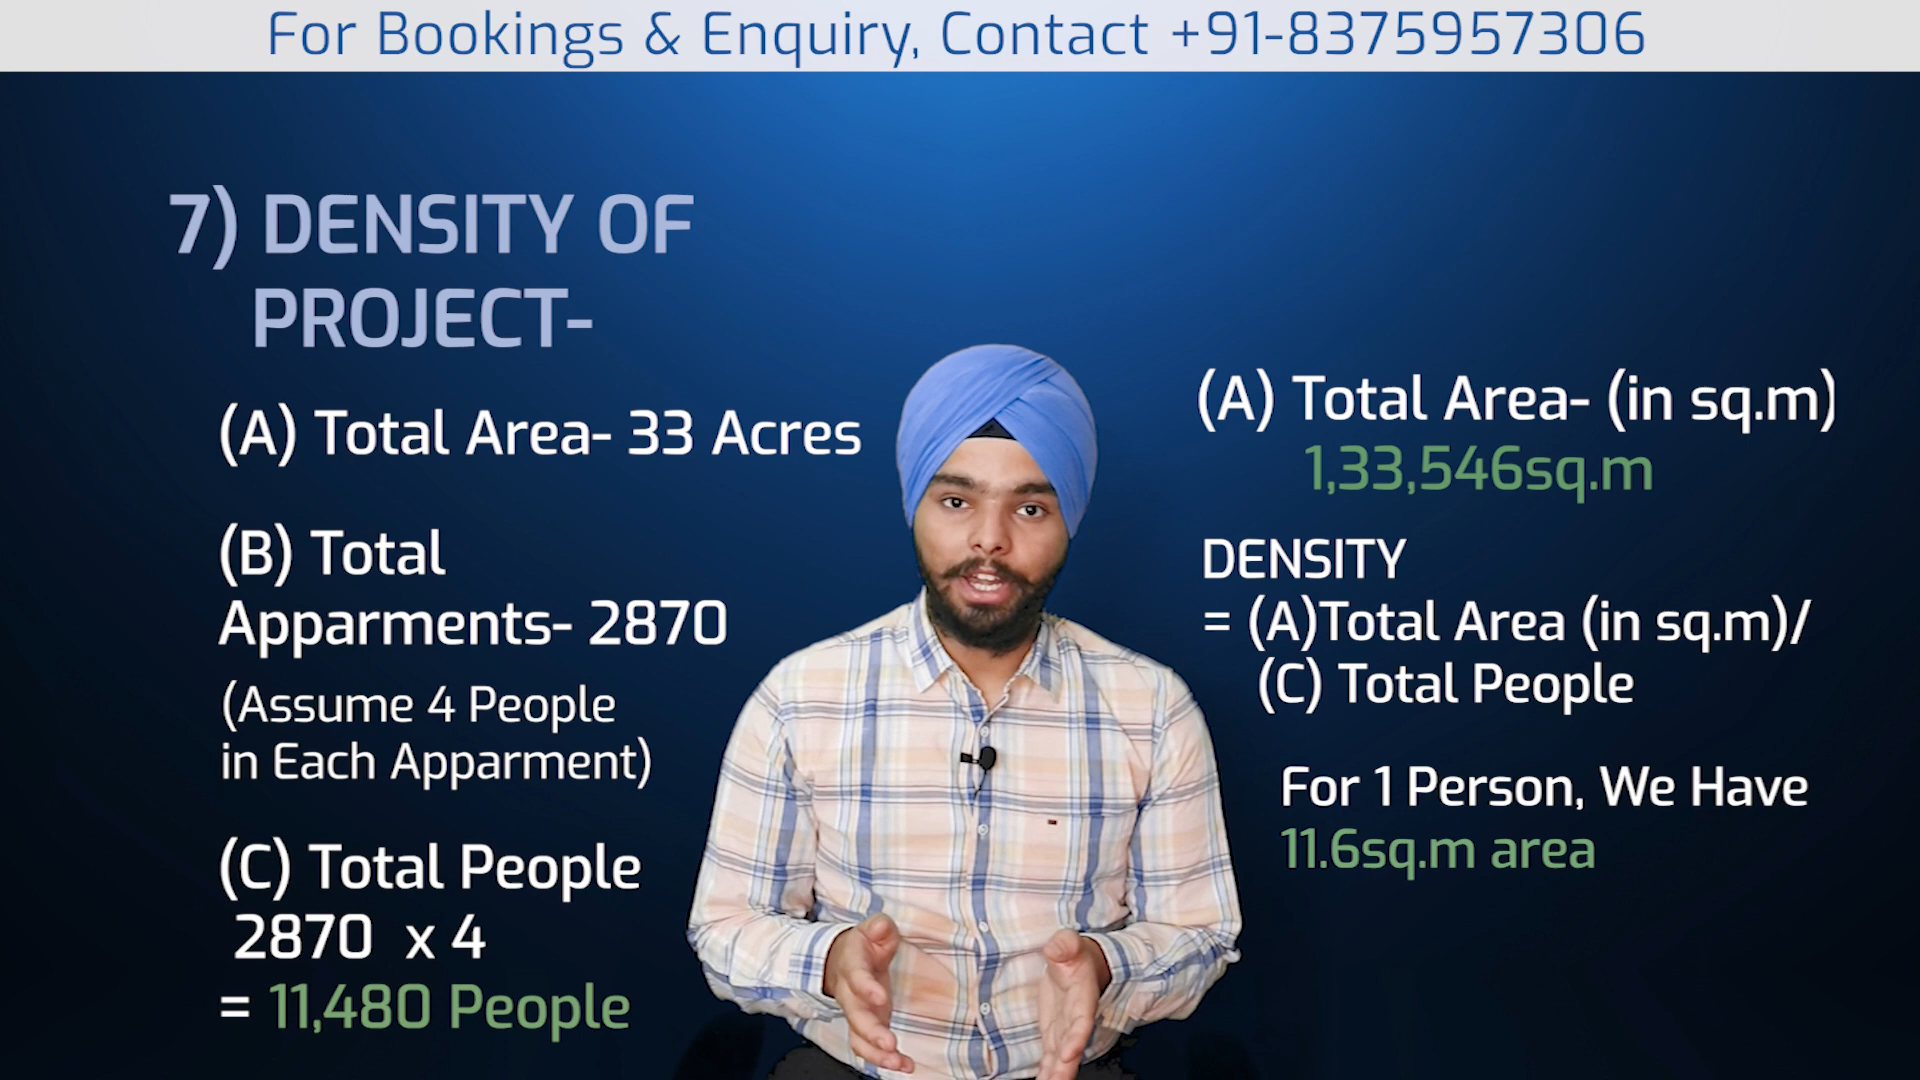 For Bookings & Enquiry, Contact +91-8375957306
7) DENSITY OF
PROJECT-
(A) Total Area- 33 Acres
(B) Total
Apparments- 2870
(Assume 4 People
in Each Apparment)
(C) Total People
2870 x 4
= 11,480 People
(A) Total Area- (in sq.m)
1,33,546sq.m
DENSITY
= (A)Total Area (in sq.m)/
(C) Total People
For 1 Person, We Have
11.6sq.m area